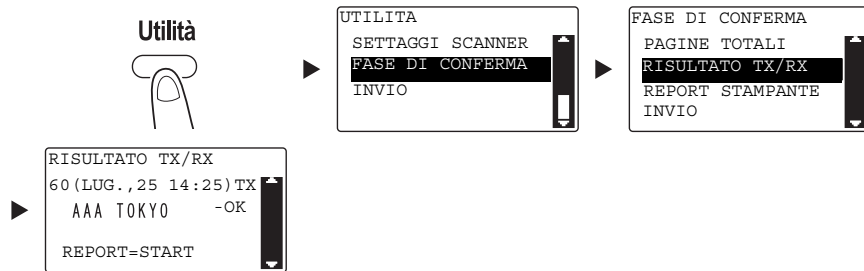 Utilità
UTILITA
SETTAGGI SCANNER
FASE DI CONFERMA
INVIO
FASE DI CONFERMA
PAGINE TOTALI
RISULTATO TX/RX
REPORT STAMPANTE
INVIO
RISULTATO TX/RX
60(LUG.,25 14:25)TX
AAA TOKYO -OK
REPORT=START